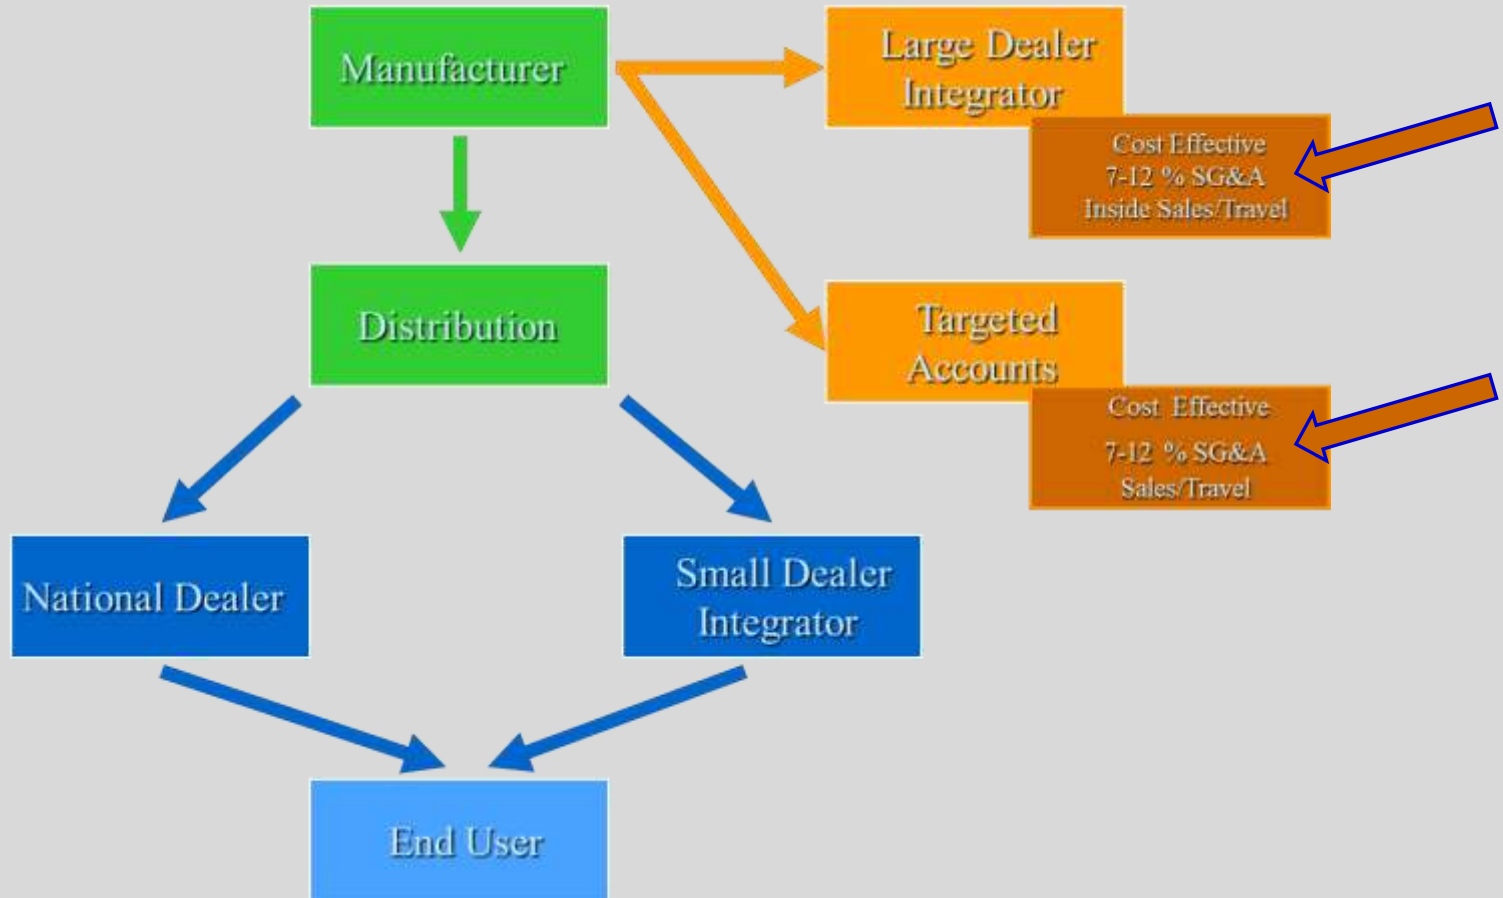 Manufacturer
Large Dealer
Integrator
Cost Effective
7-12 % SG&A
Inside Sales/Travel
Distribution
Targeted
Accounts
Cost Effective
7-12 % SG&A
Sales/Travel
National Dealer
Small Dealer
Integrator
End User